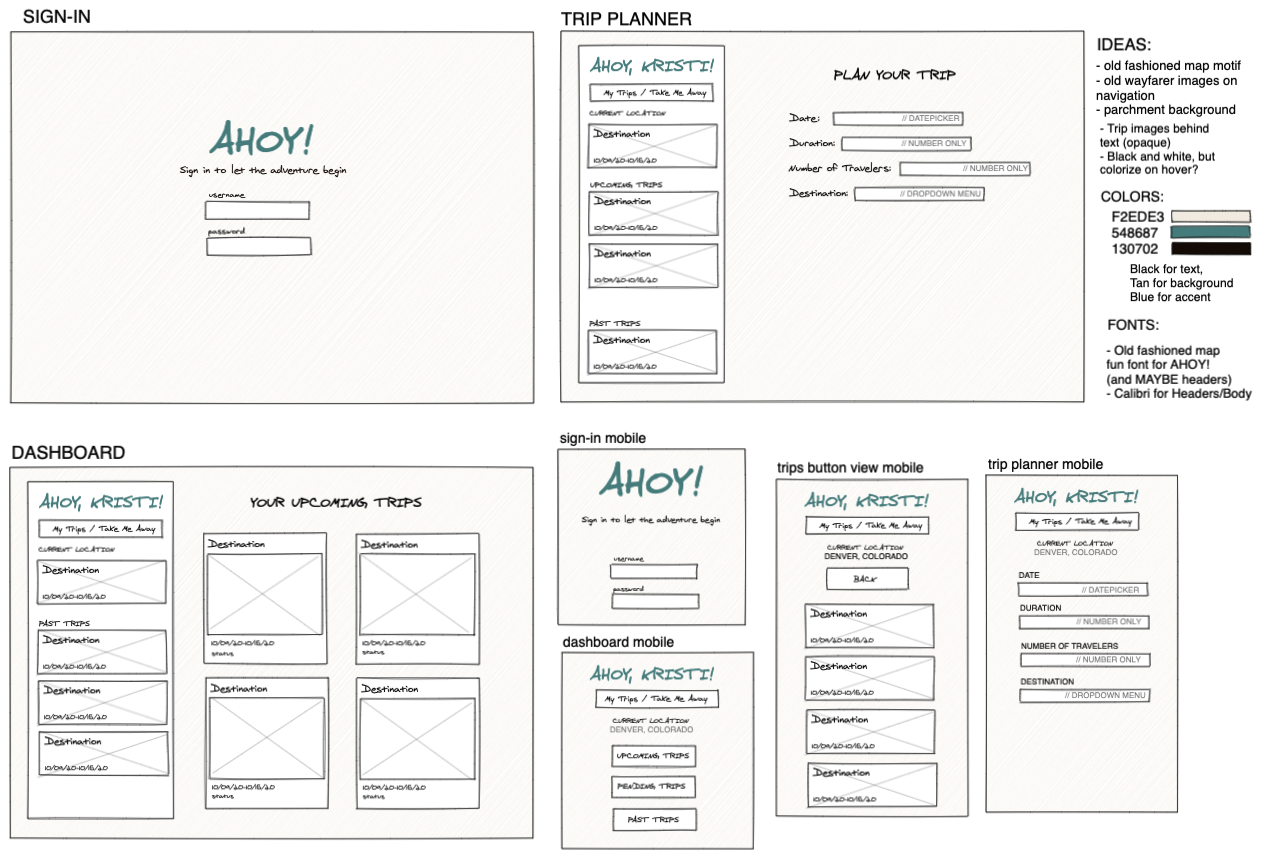 SIGN-IN
AHOY!
Sign in to let the adventure begin
username
password
TRIP PLANNER
AHOY, KRISTI!
My Trips / Take Me Away
CURRENT LOCATION
Destination
10/09/20-10/16/20
UPCOMING TRIPS
Destination
10/09/20-10/16/20
Destination
10/09/20-10/16/20
PAST TRIPS
Destination
10/09/20-10/16/20
PLAN YOUR TRIP
Date: // DATEPICKER
Duration: // NUMBER ONLY
Number of Travelers: // NUMBER ONLY
Destination: // DROPDOWN MENU
IDEAS:
- old fashioned map motif
- old wayfarer images on
navigation
- parchment background
- Trip images behind
text (opaque)
- Black and white, but
colorize on hover?
COLORS:
F2EDE3
548687
130702
Black for text,
Tan for background
Blue for accent
FONTS:
- Old fashioned map
fun font for AHOY!
(and MAYBE headers)
- Calibri for Headers/Body
DASHBOARD
AHOY, KRISTI!
My Trips / Take Me Away
CURRENT LOCATION
Destination
10/09/20-10/16/20
PAST TRIPS
Destination
10/09/20-10/16/20
Destination
10/09/20-10/16/20
Destination
10/09/20-10/16/20
YOUR UPCOMING TRIPS
Destination
10/09/20-10/16/20
status
Destination
10/09/20-10/16/20
status
Destination
10/09/20-10/16/20
status
Destination
10/09/20-10/16/20
status
sign-in mobile
AHOY!
Sign in to let the adventure begin
username
password
dashboard mobile
AHOY, KRISTI!
My Trips / Take Me Away
CURRENT LOCATION
DENVER, COLORADO
UPCOMING TRIPS
PENDING TRIPS
PAST TRIPS
trips button view mobile
AHOY, KRISTI!
My Trips / Take Me Away
CURRENT LOCATION
DENVER, COLORADO
BACK
Destination
10/09/20-10/16/20
Destination
10/09/20-10/16/20
Destination
10/09/20-10/16/20
Destination
10/09/20-10/16/20
trip planner mobile
AHOY, KRISTI!
My Trips / Take Me Away
CURRENT LOCATION
DENVER, COLORADO
DATE
// DATEPICKER
DURATION
// NUMBER ONLY
NUMBER OF TRAVELERS
// NUMBER ONLY
DESTINATION
// DROPDOWN MENU